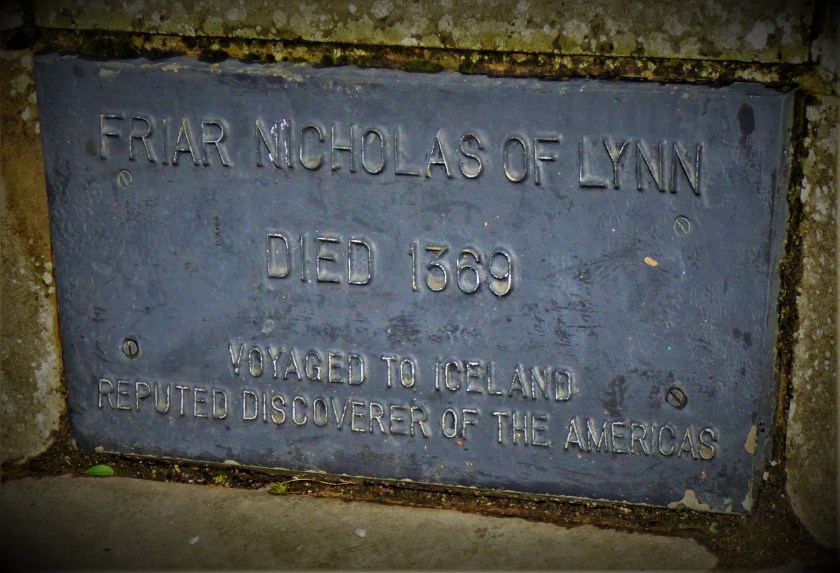 FRIAR NICHOLAS OF LYNN
DIED 1369
VOYAGED TO ICELAND
REPUTED DISCOVERER OF THE AMERICAS